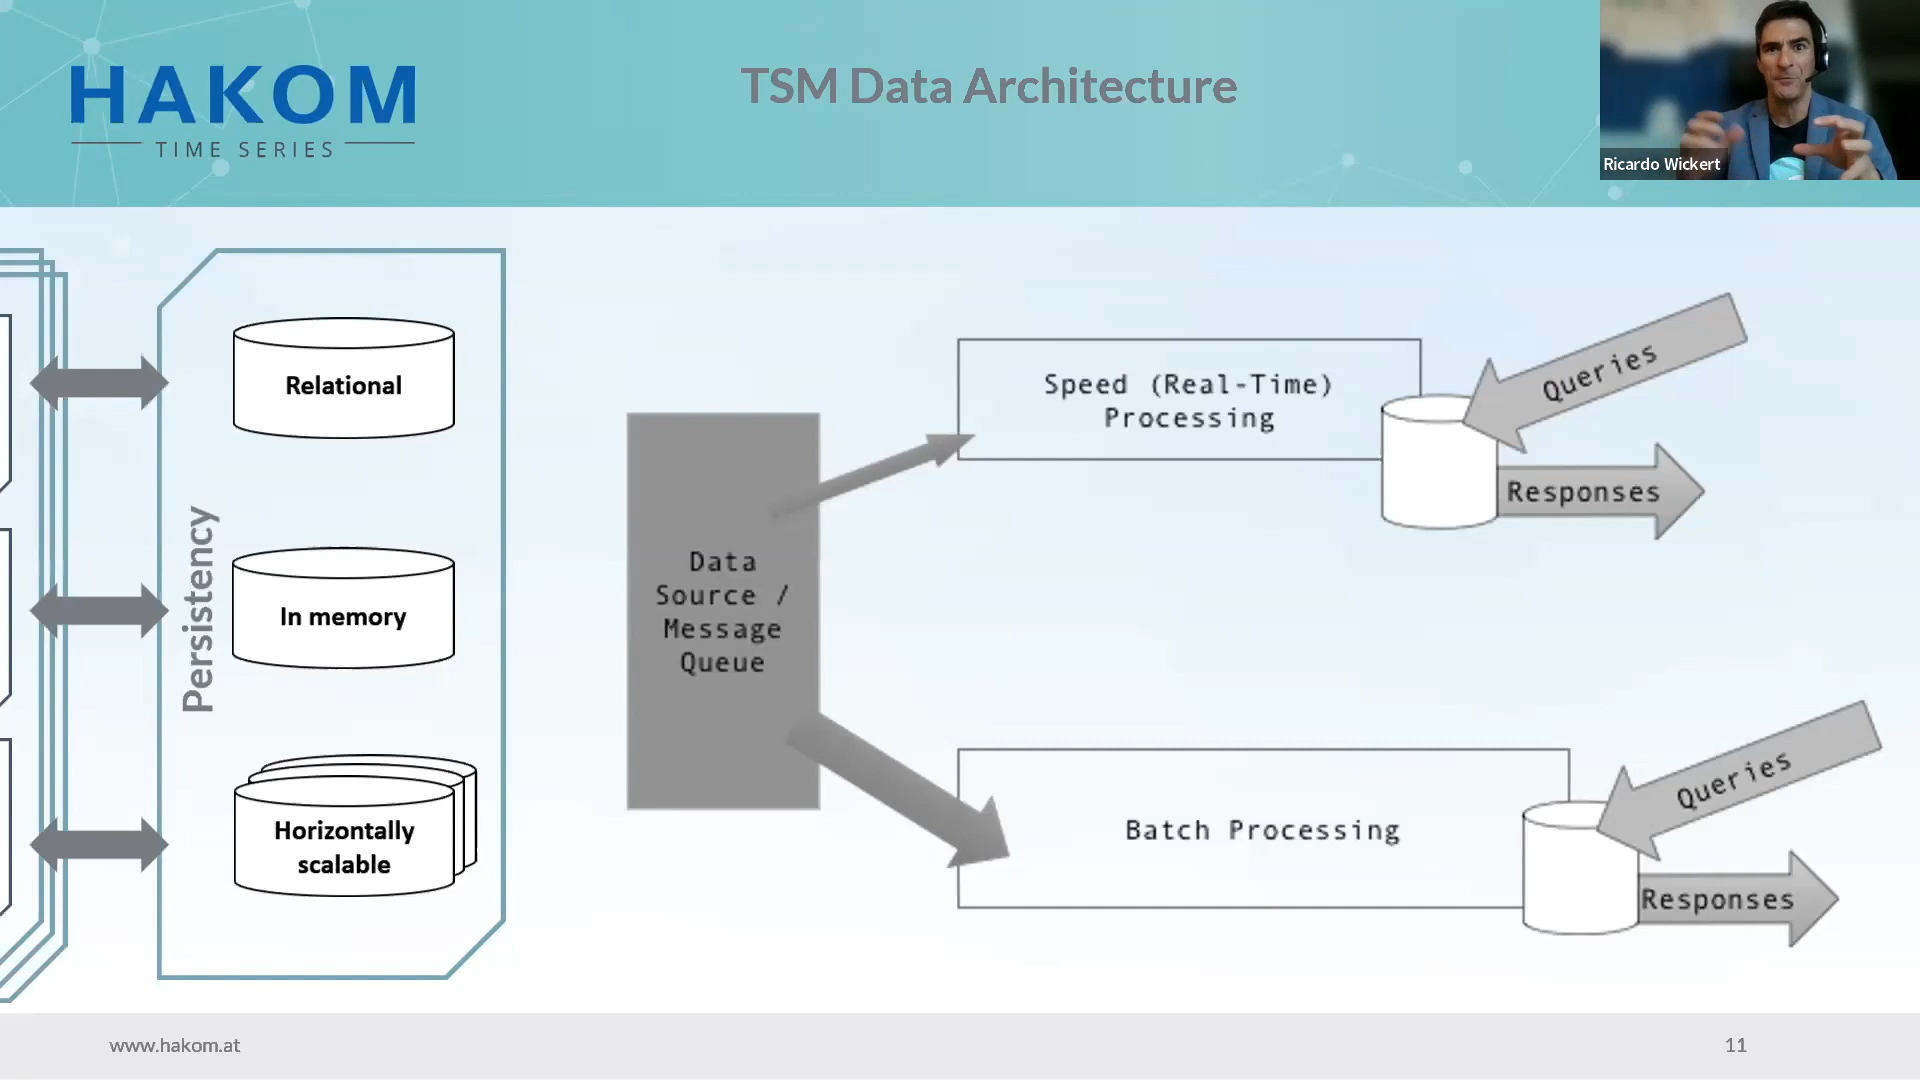 HAKOM
TIME SERIES
TSM Data Architecture
Ricardo Wickert
Persistency
Relational
In memory
Horizontally
scalable
Data
Source /
Message
Queue
Speed (Real-Time)
Processing
Queries
Responses
Batch Processing
Queries
Responses
www.hakom.at
11